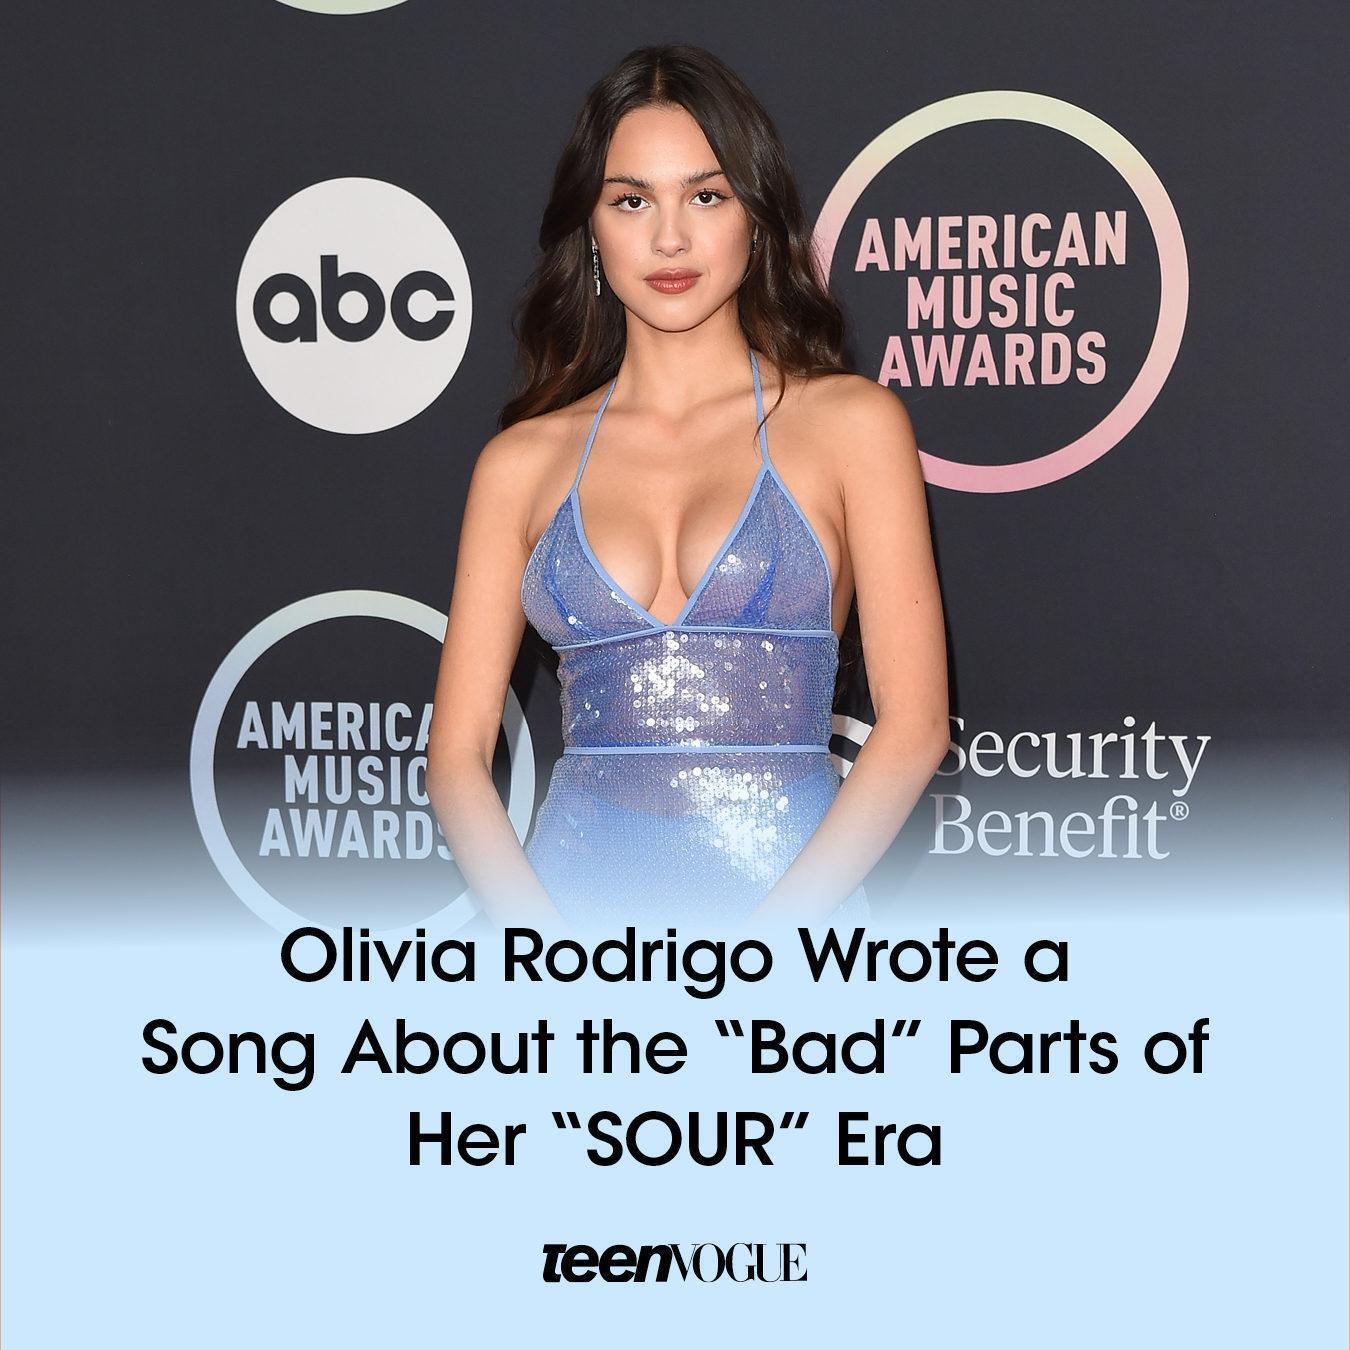 abc
AMERICAN
MUSIC
AWARDS
AMERICA
MUSIC
AWARDS
Security
Benefit®
Olivia Rodrigo Wrote a
Song About the “Bad” Parts of
Her “SOUR” Era
teenVOGUE